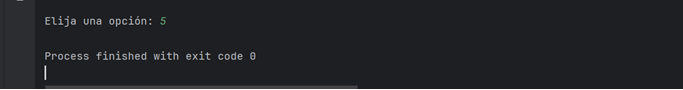 Elija una opción: 5
Process finished with exit code 0